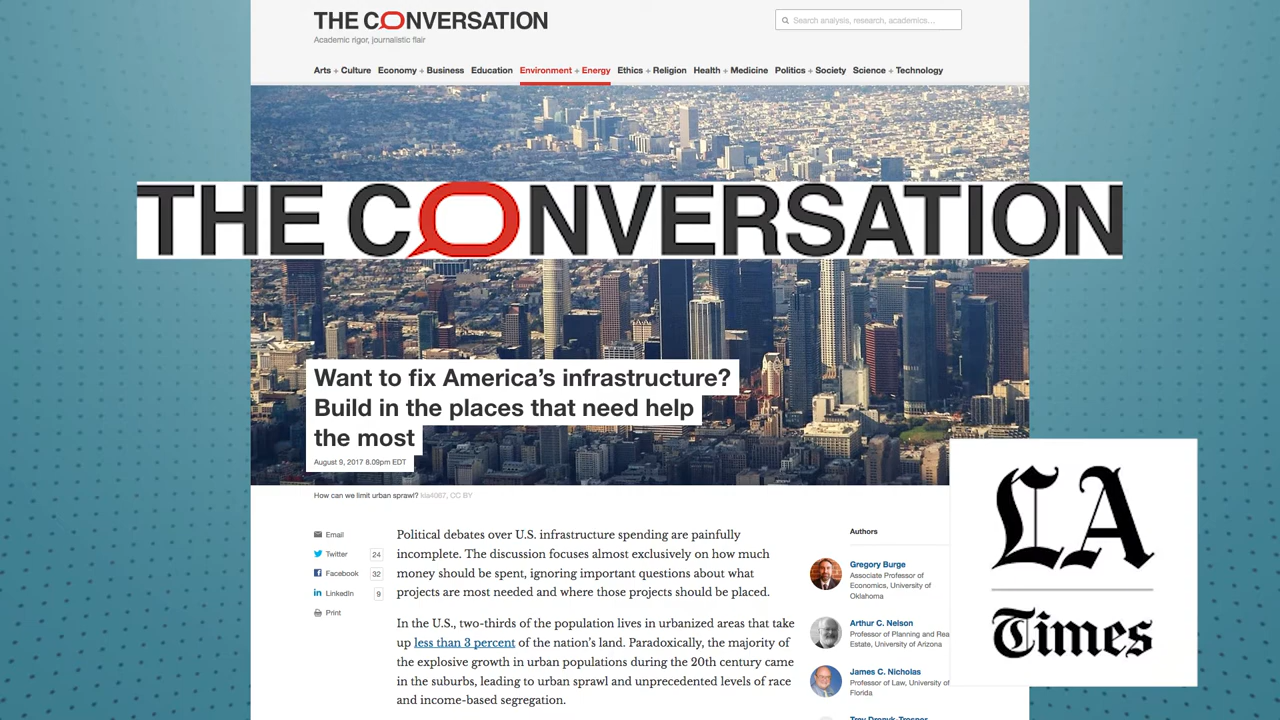 THE CONVERSATION
Academic rigor, journalistic flair
Search analysis, research, academics…
Arts + Culture Economy + Business Education Environment + Energy Ethics + Religion Health + Medicine Politics + Society Science + Technology
THE CONVERSATION
Want to fix America's infrastructure?
Build in the places that need help
the most
August 9, 2017 8.09pm EDT
How can we limit urban sprawl? kla4067, CC BY
Email
Twitter 24
Facebook 32
LinkedIn 9
Print
Political debates over U.S. infrastructure spending are painfully
incomplete. The discussion focuses almost exclusively on how much
money should be spent, ignoring important questions about what
projects are most needed and where those projects should be placed.
In the U.S., two-thirds of the population lives in urbanized areas that take
up less than 3 percent of the nation's land. Paradoxically, the majority of
the explosive growth in urban populations during the 20th century came
in the suburbs, leading to urban sprawl and unprecedented levels of race
and income-based segregation.
Authors
Gregory Burge
Associate Professor of
Economics, University of
Oklahoma
Arthur C. Nelson
Professor of Planning and Rea
Estate, University of Arizona
James C. Nicholas
Professor of Law, University of
Florida
LA
Times